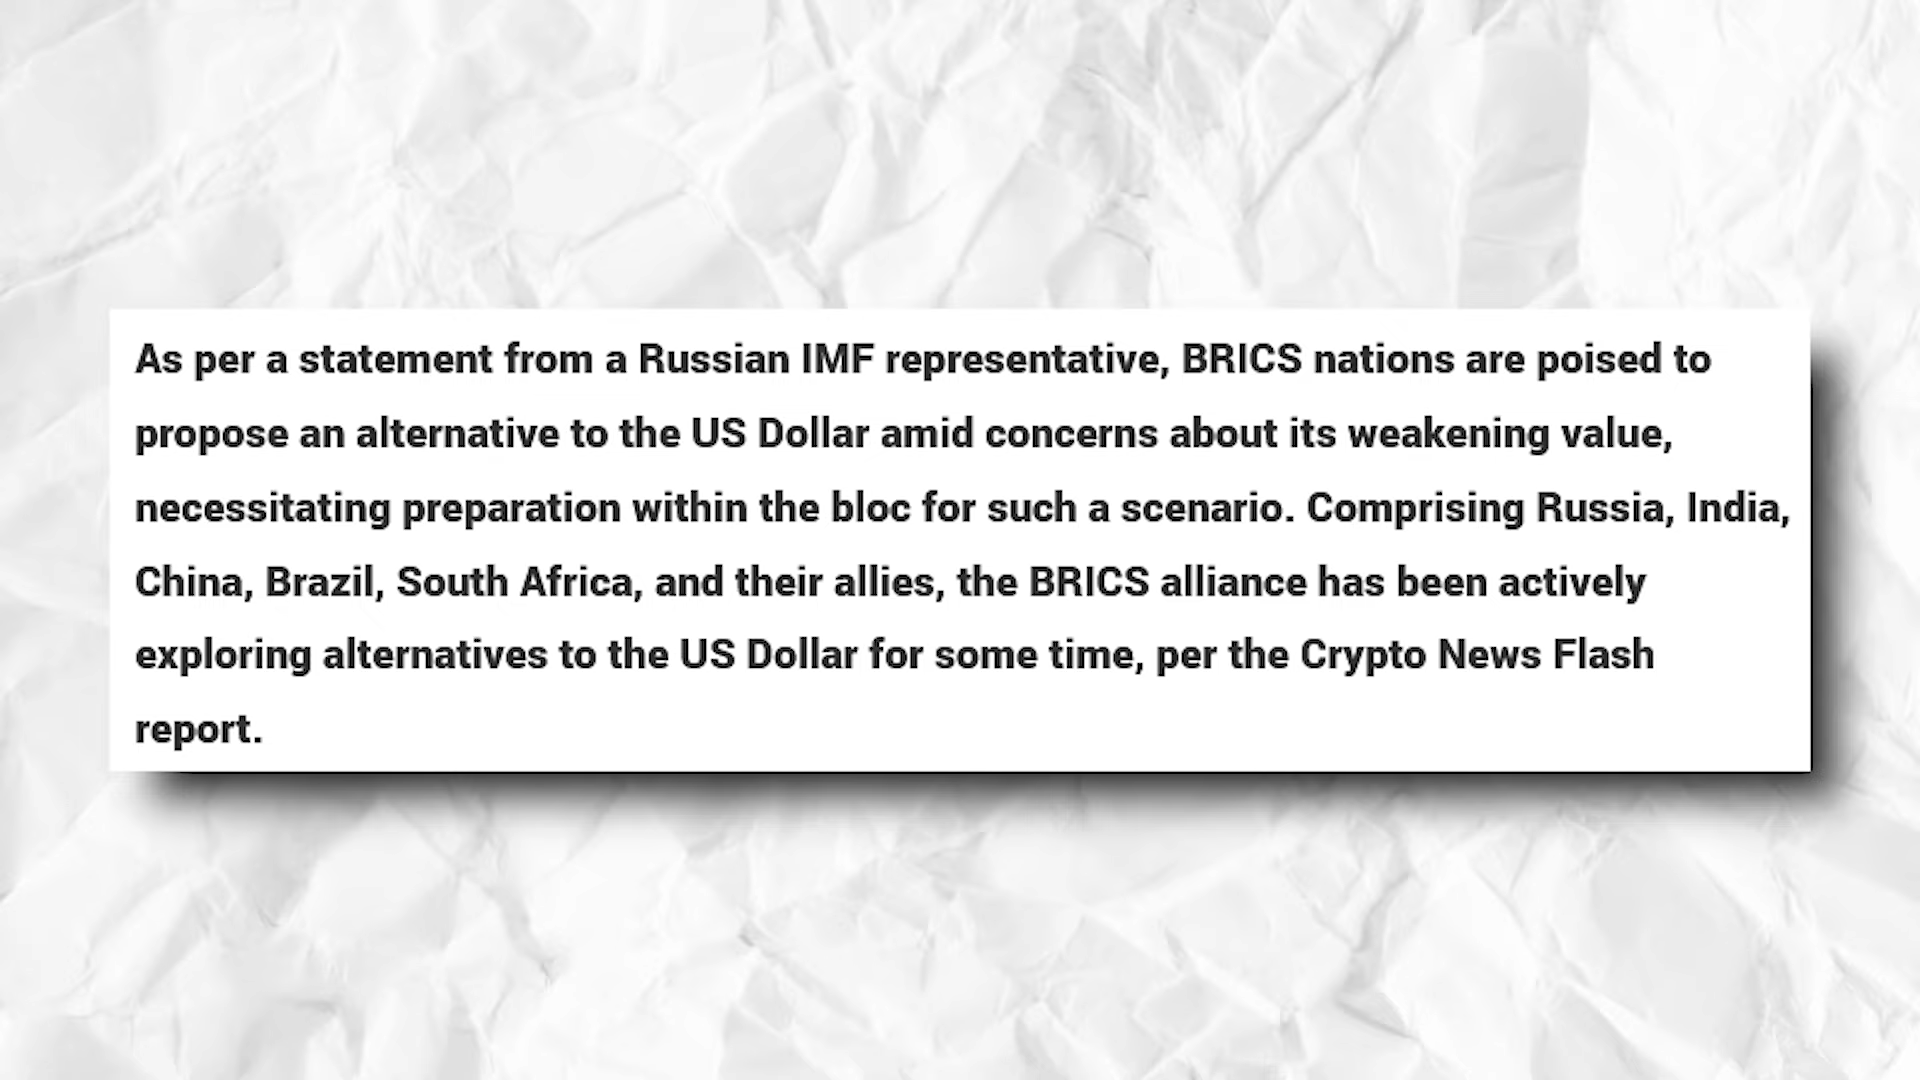 As per a statement from a Russian IMF representative, BRICS nations are poised to
propose an alternative to the US Dollar amid concerns about its weakening value,
necessitating preparation within the bloc for such a scenario. Comprising Russia, India,
China, Brazil, South Africa, and their allies, the BRICS alliance has been actively
exploring alternatives to the US Dollar for some time, per the Crypto News Flash
report.